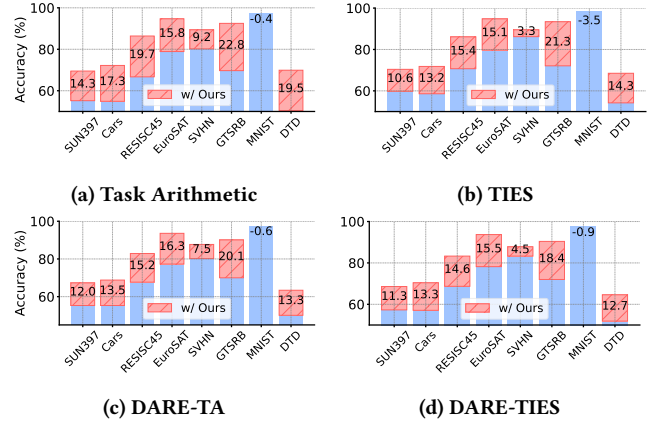 100
80
60
Accuracy (%)
14.3
17.3
19.7
15.8
9.2
22.8
-0.4
19.5
w/ Ours
SUN397
Cars
RESISC45
EuroSAT
SVHN
GTSRB
MNIST
DTD
(a) Task Arithmetic
100
80
60
10.6
13.2
15.4
15.1
3.3
21.3
-3.5
14.3
w/ Ours
SUN397
Cars
RESISC45
EuroSAT
SVHN
GTSRB
MNIST
DTD
(b) TIES
100
80
60
Accuracy (%)
12.0
13.5
15.2
16.3
7.5
20.1
-0.6
13.3
w/ Ours
SUN397
Cars
RESISC45
EuroSAT
SVHN
GTSRB
MNIST
DTD
(c) DARE-TA
100
80
60
11.3
13.3
14.6
15.5
4.5
18.4
-0.9
12.7
w/ Ours
SUN397
Cars
RESISC45
EuroSAT
SVHN
GTSRB
MNIST
DTD
(d) DARE-TIES